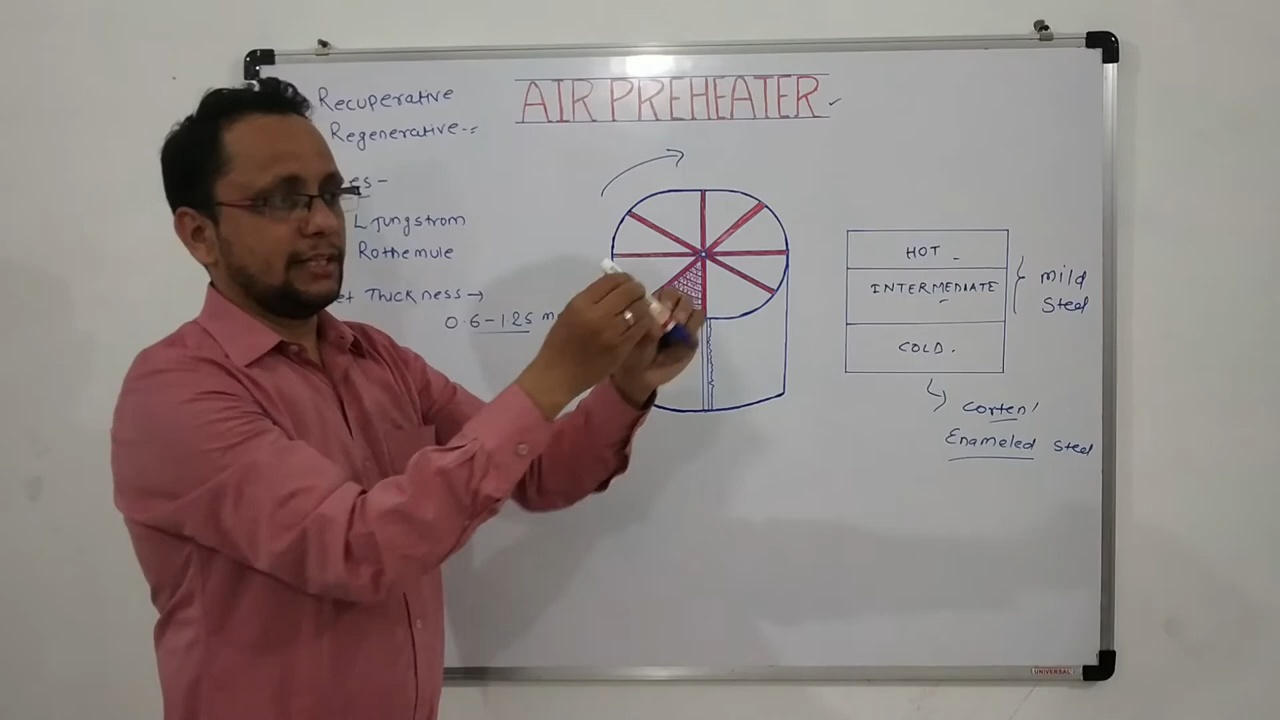 AIR PREHEATER
Recuperative
Regenerative
es -
Ljungstrom
Rothemule
et Thickness →
0.6-1.25 m
HOT
INTERMEDIATE
COLD.
mild
Steel
Corten/
Enameled Steel
UNIVERSAL